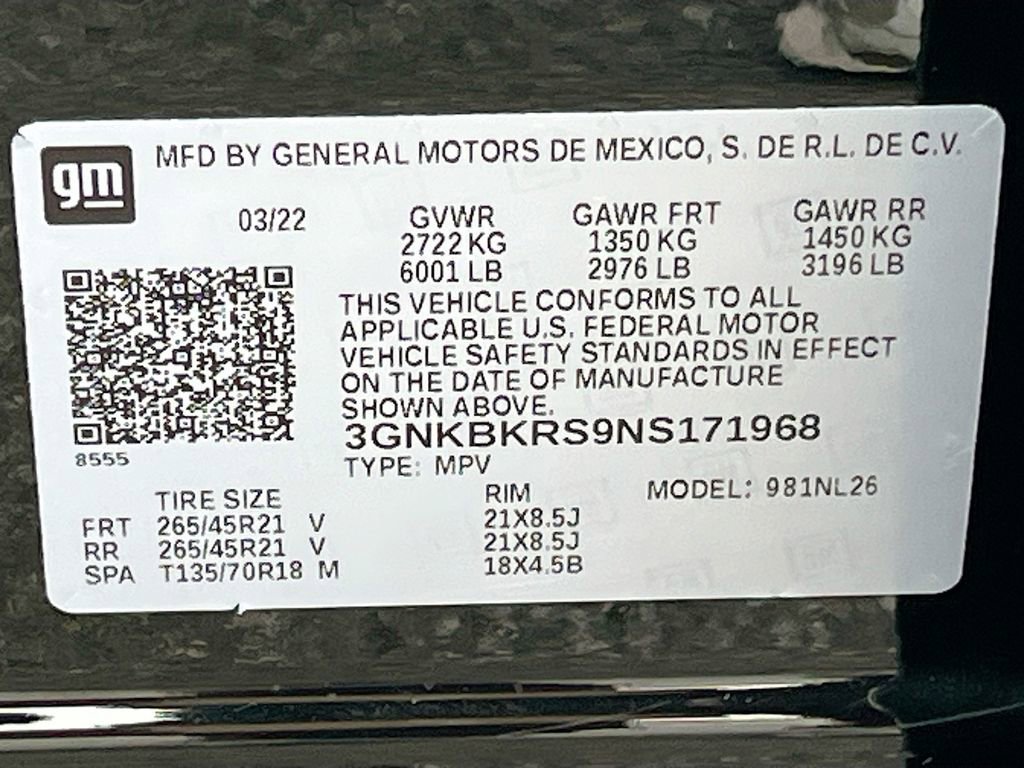 gm
MFD BY GENERAL MOTORS DE MEXICO, S. DE R.L. DE C.V.
03/22 GVWR GAWR FRT GAWR RR
2722 KG 1350 KG 1450 KG
6001 LB 2976 LB 3196 LB
THIS VEHICLE CONFORMS TO ALL
APPLICABLE U.S. FEDERAL MOTOR
VEHICLE SAFETY STANDARDS IN EFFECT
ON THE DATE OF MANUFACTURE
SHOWN ABOVE.
3GNKBKRS9NS171968
8555
TYPE: MPV
TIRE SIZE RIM MODEL: 981NL26
FRT 265/45R21 V 21X8.5J
RR 265/45R21 V 21X8.5J
SPA T135/70R18 M 18X4.5B